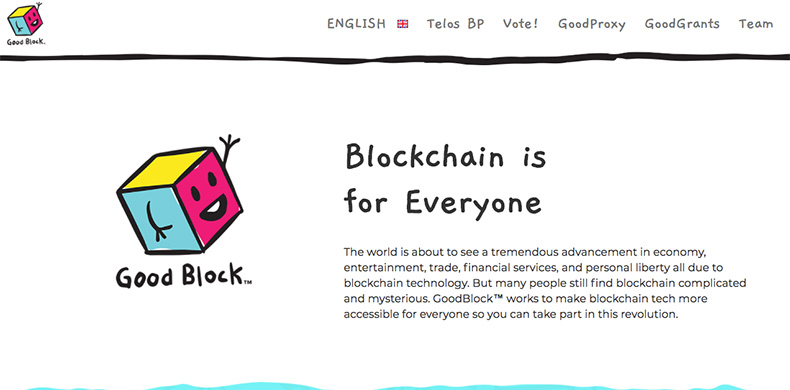 Good Block.
ENGLISH Telos BP Vote! GoodProxy GoodGrants Team
Blockchain is
for Everyone
Good Block™
The world is about to see a tremendous advancement in economy,
entertainment, trade, financial services, and personal liberty all due to
blockchain technology. But many people still find blockchain complicated
and mysterious. GoodBlock™ works to make blockchain tech more
accessible for everyone so you can take part in this revolution.